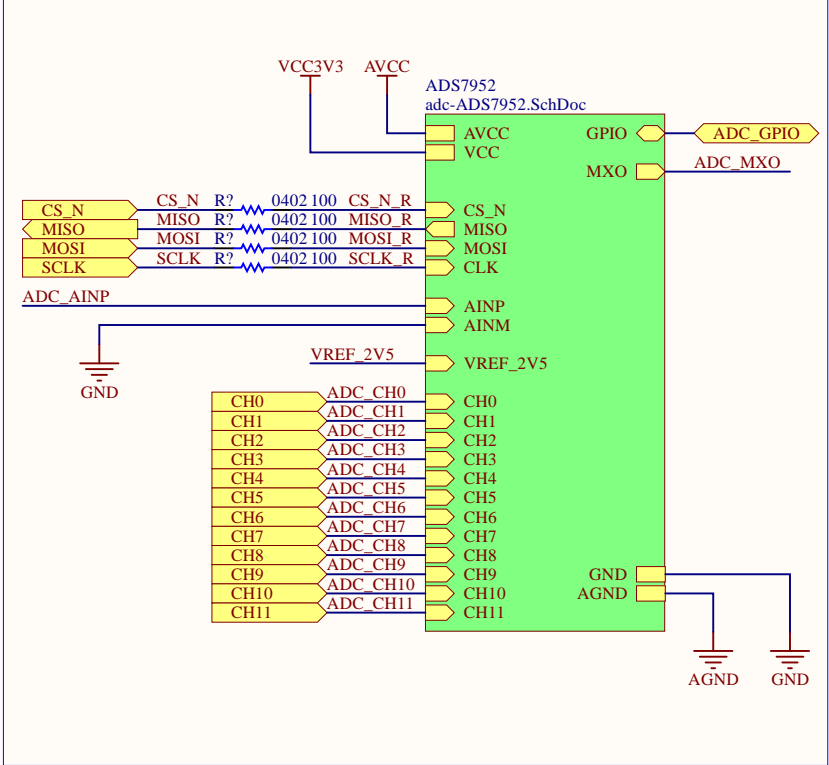 VCC3V3 AVCC
ADS7952
adc-ADS7952.SchDoc
AVCC GPIO ADC_GPIO
VCC
MXO ADC_MXO
CS_N CS_N R? 0402 100 CS_N_R CS_N
MISO MISO R? 0402 100 MISO_R MISO
MOSI MOSI R? 0402 100 MOSI_R MOSI
SCLK SCLK R? 0402 100 SCLK_R CLK
ADC_AINP AINP
AINM
VREF_2V5 VREF_2V5
GND
CH0 ADC_CH0 CH0
CH1 ADC_CH1 CH1
CH2 ADC_CH2 CH2
CH3 ADC_CH3 CH3
CH4 ADC_CH4 CH4
CH5 ADC_CH5 CH5
CH6 ADC_CH6 CH6
CH7 ADC_CH7 CH7
CH8 ADC_CH8 CH8
CH9 ADC_CH9 CH9 GND
CH10 ADC_CH10 CH10 AGND
CH11 ADC_CH11 CH11
AGND GND